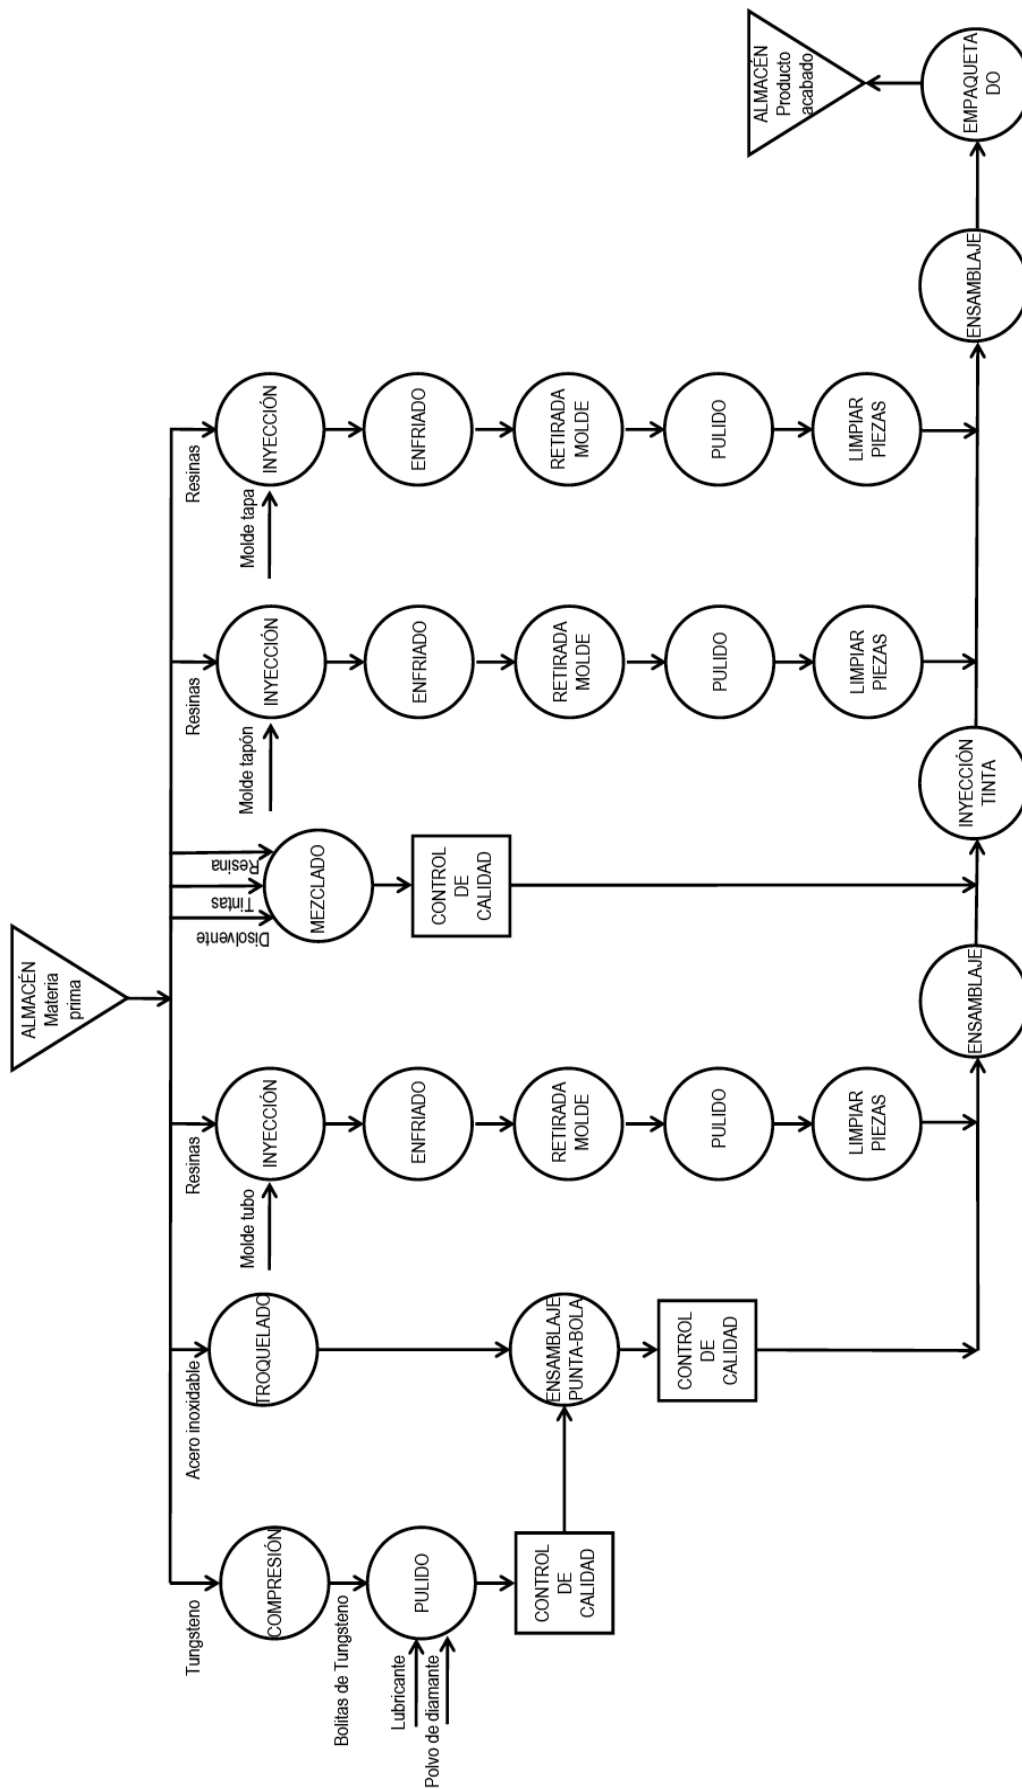 ALMACÉN
Materia
prima
Tungsteno
COMPRESIÓN
Bolitas de Tungsteno
Lubricante
Polvo de diamante
PULIDO
CONTROL
DE
CALIDAD
Acero inoxidable
TROQUELADO
ENSAMBLAJE
PUNTA-BOLA
CONTROL
DE
CALIDAD
Resinas
Molde tubo
INYECCIÓN
ENFRIADO
RETIRADA
MOLDE
PULIDO
LIMPIAR
PIEZAS
ENSAMBLAJE
Disolvente
Tintas
Resina
MEZCLADO
CONTROL
DE
CALIDAD
INYECCIÓN
TINTA
Resinas
Molde tapón
INYECCIÓN
ENFRIADO
RETIRADA
MOLDE
PULIDO
LIMPIAR
PIEZAS
Resinas
Molde tapa
INYECCIÓN
ENFRIADO
RETIRADA
MOLDE
PULIDO
LIMPIAR
PIEZAS
ENSAMBLAJE
EMPAQUETA
DO
ALMACÉN
Producto
acabado